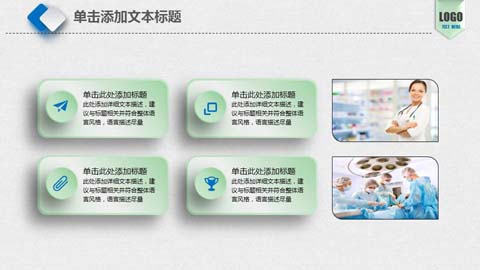 单击添加文本标题
LOGO
TEXT HERE
单击此处添加标题
此处添加详细文本描述，建
议与标题相关并符合整体语
言风格，语言描述尽量
单击此处添加标题
此处添加详细文本描述，建
议与标题相关并符合整体语
言风格，语言描述尽量
单击此处添加标题
此处添加详细文本描述，建
议与标题相关并符合整体语
言风格，语言描述尽量
单击此处添加标题
此处添加详细文本描述，建
议与标题相关并符合整体语
言风格，语言描述尽量